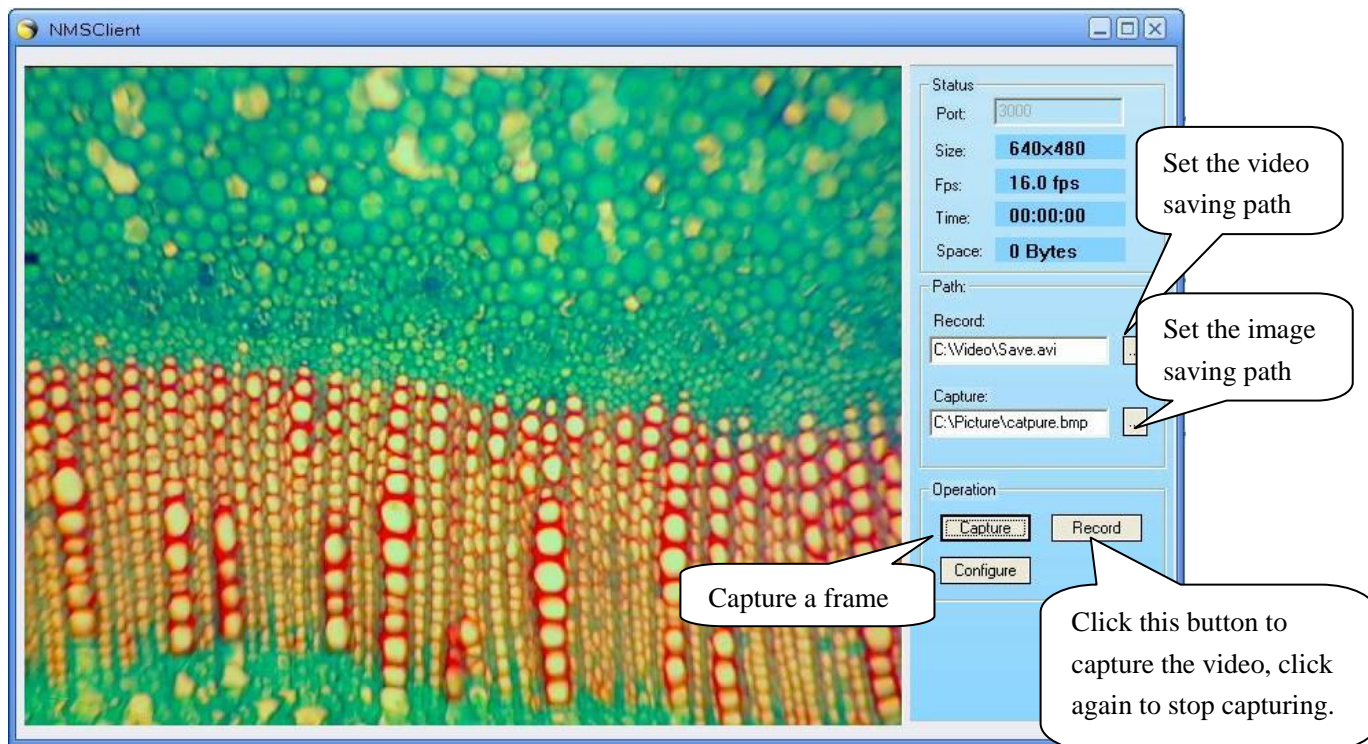 NMSClient
Status
Port: 3000
Size: 640×480
Fps: 16.0 fps
Time: 00:00:00
Space: 0 Bytes
Set the video
saving path
Path:
Record:
C:\Video\Save.avi
Set the image
saving path
Capture:
C:\Picture\catpure.bmp
Operation
Capture Record
Configure
Capture a frame
Click this button to
capture the video, click
again to stop capturing.